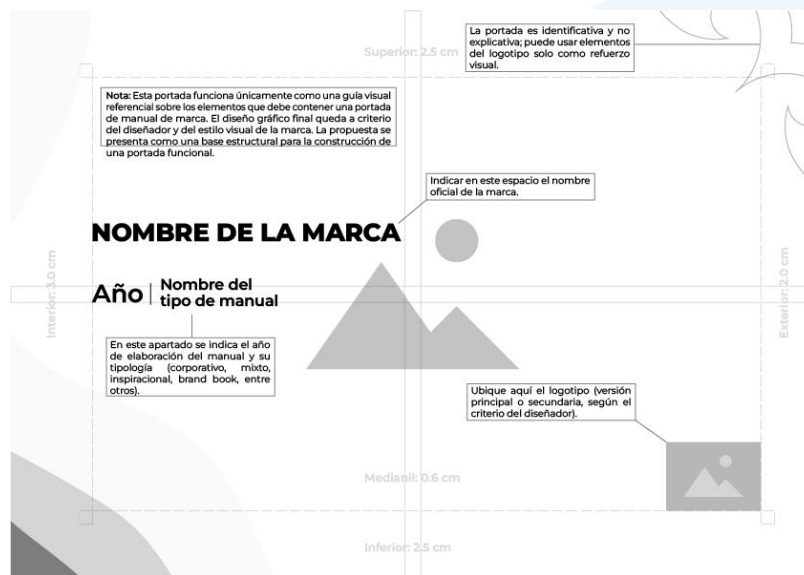 La portada es identificativa y no
explicativa; puede usar elementos
del logotipo solo como refuerzo
visual.
Superior: 2.5 cm
Nota: Esta portada funciona únicamente como una guía visual
referencial sobre los elementos que debe contener una portada
de manual de marca. El diseño gráfico final queda a criterio
del diseñador y del estilo visual de la marca. La propuesta se
presenta como una base estructural para la construcción de
una portada funcional.
Indicar en este espacio el nombre
oficial de la marca.
NOMBRE DE LA MARCA
Interior: 3.0 cm
Exterior: 2.0 cm
Año
Nombre del
tipo de manual
En este apartado se indica el año
de elaboración del manual y su
tipología (corporativo, mixto,
inspiracional, brand book, entre
otros).
Ubique aquí el logotipo (versión
principal o secundaria, según el
criterio del diseñador).
Medianil: 0.6 cm
Inferior: 2.5 cm